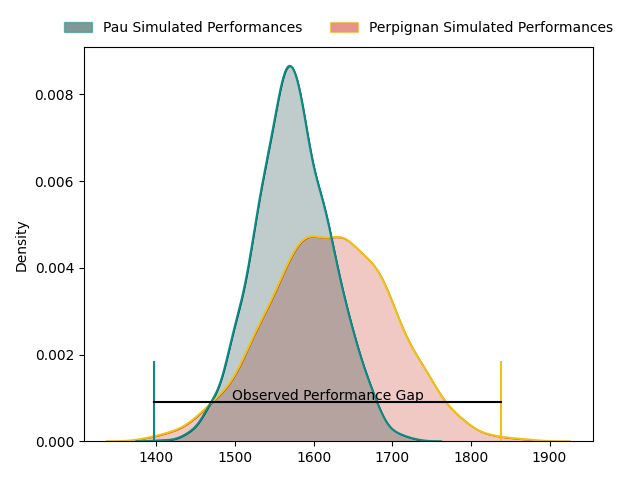 Pau Simulated Performances Perpignan Simulated Performances
0.008
0.006
Density
0.004
0.002
Observed Performance Gap
0.000
1400 1500 1600 1700 1800 1900